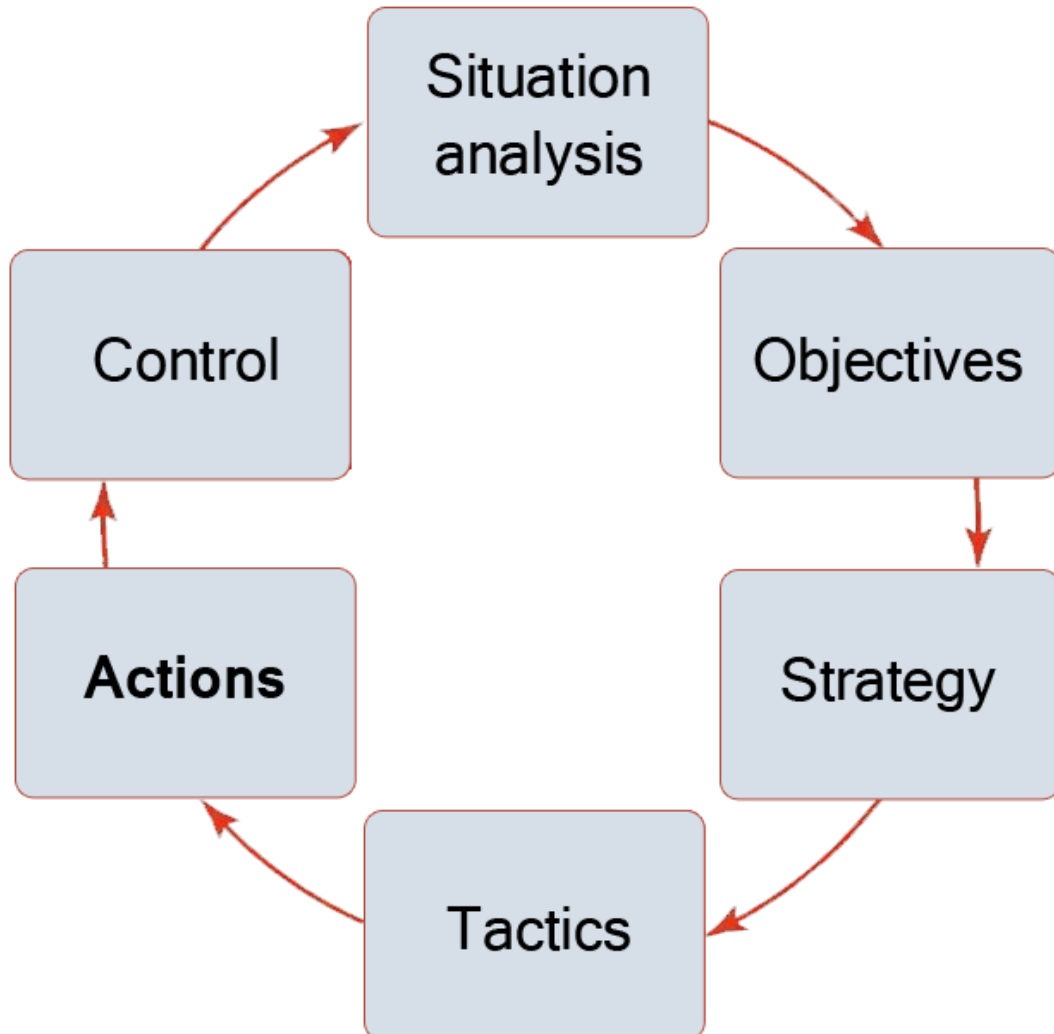 Situation
analysis
Objectives
Strategy
Tactics
Actions
Control